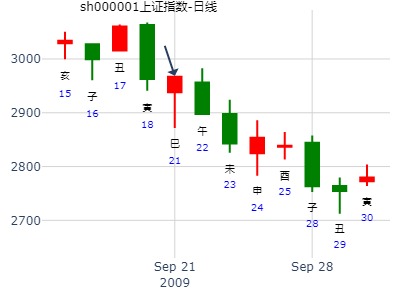 sh000001上证指数-日线
3000
2900
2800
2700
亥
15
子
16
丑
17
寅
18
巳
21
午
22
未
23
申
24
酉
25
子
28
丑
29
寅
30
Sep 21
2009
Sep 28